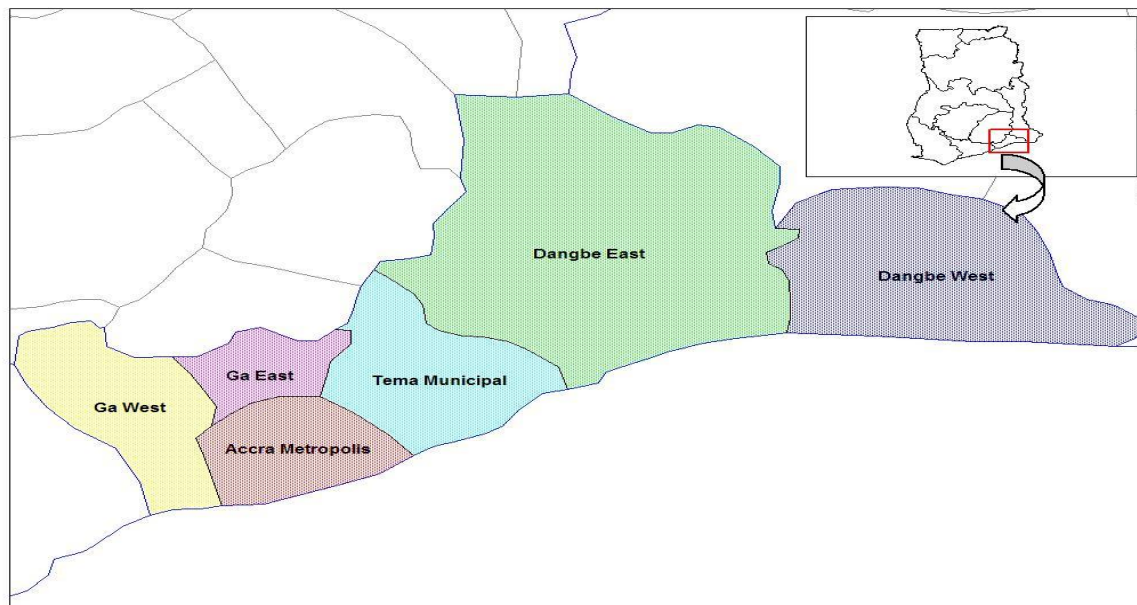 Dangbe East
Dangbe West
Ga East
Tema Municipal
Ga West
Accra Metropolis